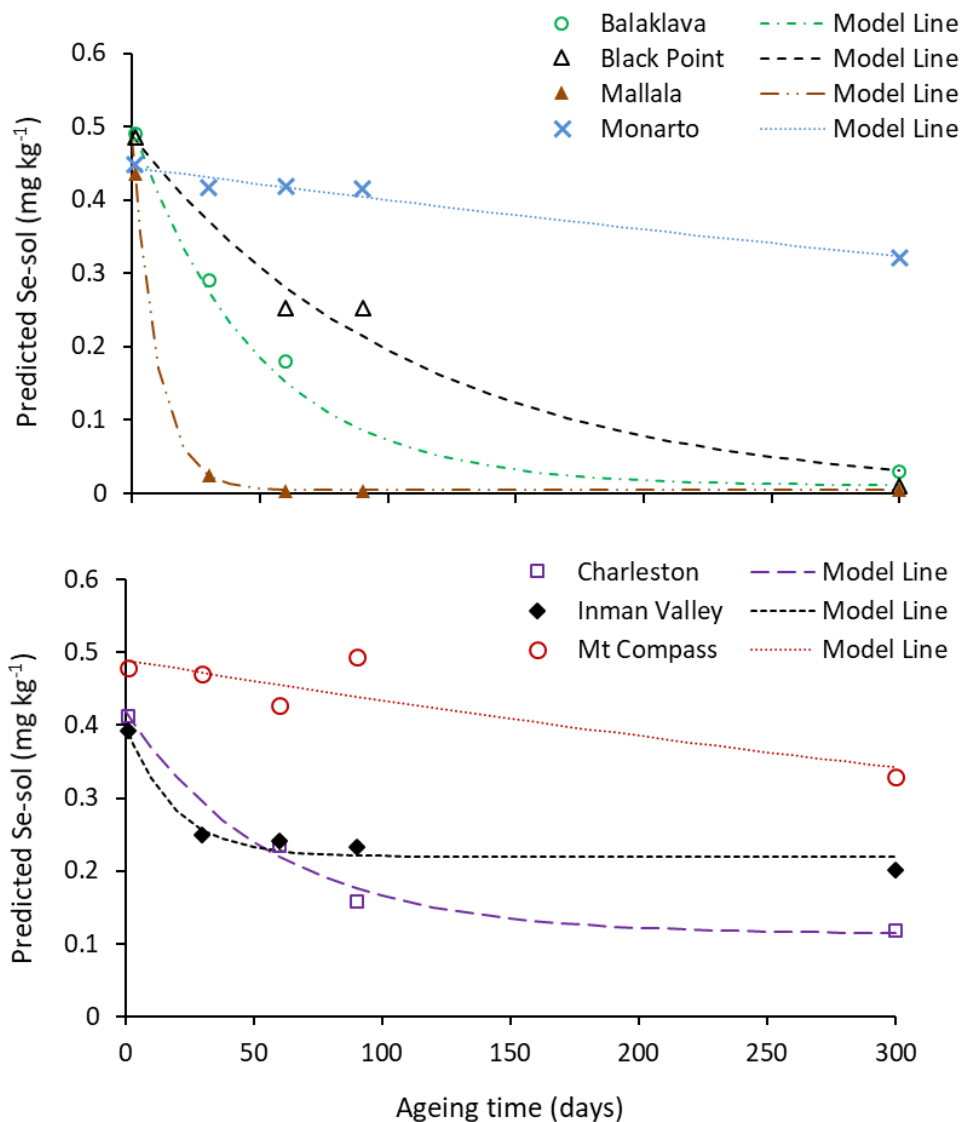 Balaklava Model Line
Black Point Model Line
Mallala Model Line
Monarto Model Line
Predicted Se-sol (mg kg⁻¹)
0.6
0.5
0.4
0.3
0.2
0.1
0
Charleston Model Line
Inman Valley Model Line
Mt Compass Model Line
Predicted Se-sol (mg kg⁻¹)
0.6
0.5
0.4
0.3
0.2
0.1
0
0 50 100 150 200 250 300
Ageing time (days)